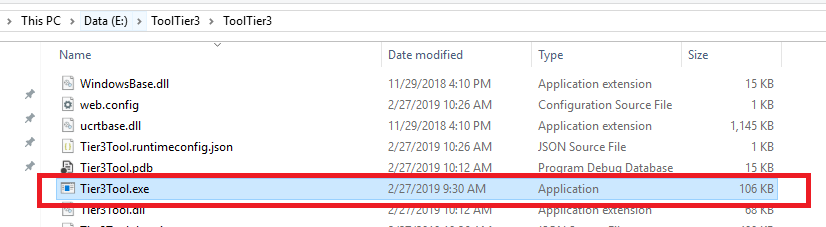 This PC > Data (E:) > ToolTier3 > ToolTier3
Name Date modified Type Size
WindowsBase.dll 11/29/2018 4:10 PM Application extension 15 KB
web.config 2/27/2019 10:26 AM Configuration Source File 1 KB
ucrtbase.dll 11/29/2018 4:10 PM Application extension 1,145 KB
Tier3Tool.runtimeconfig.json 2/27/2019 10:26 AM JSON Source File 1 KB
Tier3Tool.pdb 2/27/2019 10:12 AM Program Debug Database 15 KB
Tier3Tool.exe 2/27/2019 9:30 AM Application 106 KB
Tier3Tool.dll 2/27/2019 10:12 AM Application extension 68 KB